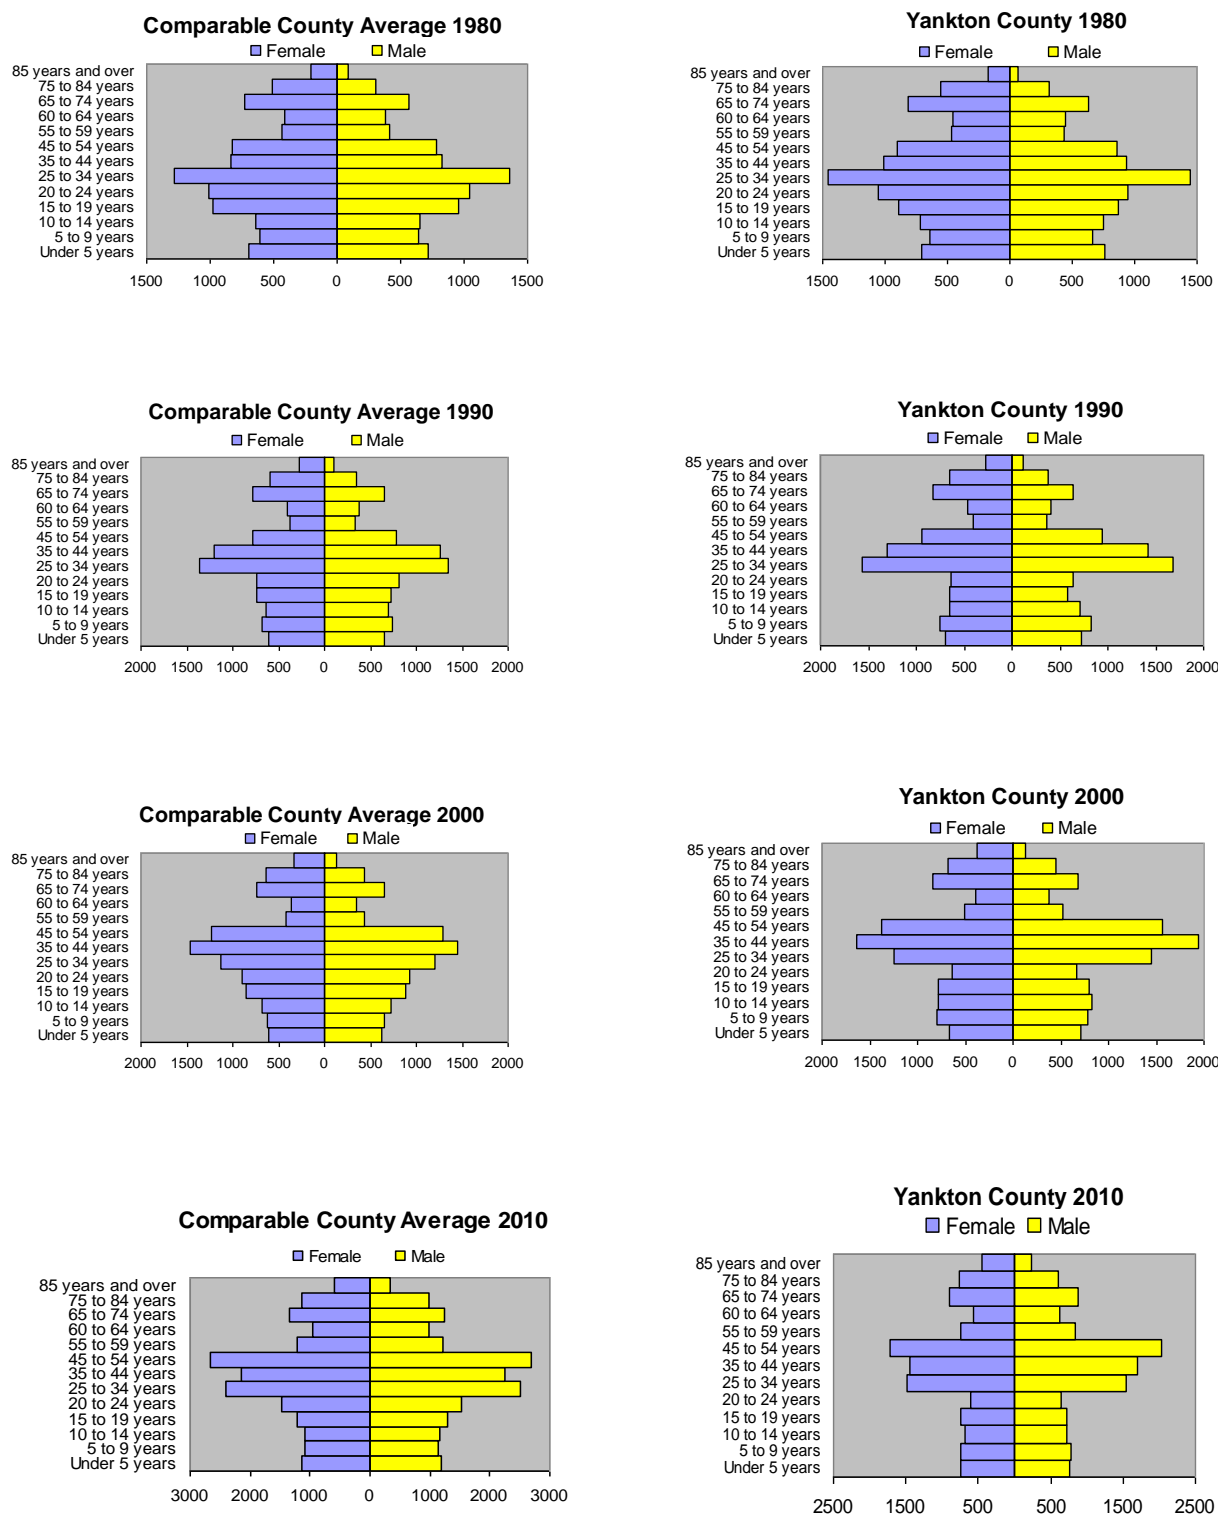 Comparable County Average 1980
Female Male
85 years and over
75 to 84 years
65 to 74 years
60 to 64 years
55 to 59 years
45 to 54 years
35 to 44 years
25 to 34 years
20 to 24 years
15 to 19 years
10 to 14 years
5 to 9 years
Under 5 years
1500 1000 500 0 500 1000 1500
Yankton County 1980
Female Male
85 years and over
75 to 84 years
65 to 74 years
60 to 64 years
55 to 59 years
45 to 54 years
35 to 44 years
25 to 34 years
20 to 24 years
15 to 19 years
10 to 14 years
5 to 9 years
Under 5 years
1500 1000 500 0 500 1000 1500
Comparable County Average 1990
Female Male
85 years and over
75 to 84 years
65 to 74 years
60 to 64 years
55 to 59 years
45 to 54 years
35 to 44 years
25 to 34 years
20 to 24 years
15 to 19 years
10 to 14 years
5 to 9 years
Under 5 years
2000 1500 1000 500 0 500 1000 1500 2000
Yankton County 1990
Female Male
85 years and over
75 to 84 years
65 to 74 years
60 to 64 years
55 to 59 years
45 to 54 years
35 to 44 years
25 to 34 years
20 to 24 years
15 to 19 years
10 to 14 years
5 to 9 years
Under 5 years
2000 1500 1000 500 0 500 1000 1500 2000
Comparable County Average 2000
Female Male
85 years and over
75 to 84 years
65 to 74 years
60 to 64 years
55 to 59 years
45 to 54 years
35 to 44 years
25 to 34 years
20 to 24 years
15 to 19 years
10 to 14 years
5 to 9 years
Under 5 years
2000 1500 1000 500 0 500 1000 1500 2000
Yankton County 2000
Female Male
85 years and over
75 to 84 years
65 to 74 years
60 to 64 years
55 to 59 years
45 to 54 years
35 to 44 years
25 to 34 years
20 to 24 years
15 to 19 years
10 to 14 years
5 to 9 years
Under 5 years
2000 1500 1000 500 0 500 1000 1500 2000
Comparable County Average 2010
Female Male
85 years and over
75 to 84 years
65 to 74 years
60 to 64 years
55 to 59 years
45 to 54 years
35 to 44 years
25 to 34 years
20 to 24 years
15 to 19 years
10 to 14 years
5 to 9 years
Under 5 years
3000 2000 1000 0 1000 2000 3000
Yankton County 2010
Female Male
85 years and over
75 to 84 years
65 to 74 years
60 to 64 years
55 to 59 years
45 to 54 years
35 to 44 years
25 to 34 years
20 to 24 years
15 to 19 years
10 to 14 years
5 to 9 years
Under 5 years
2500 1500 500 500 1500 2500